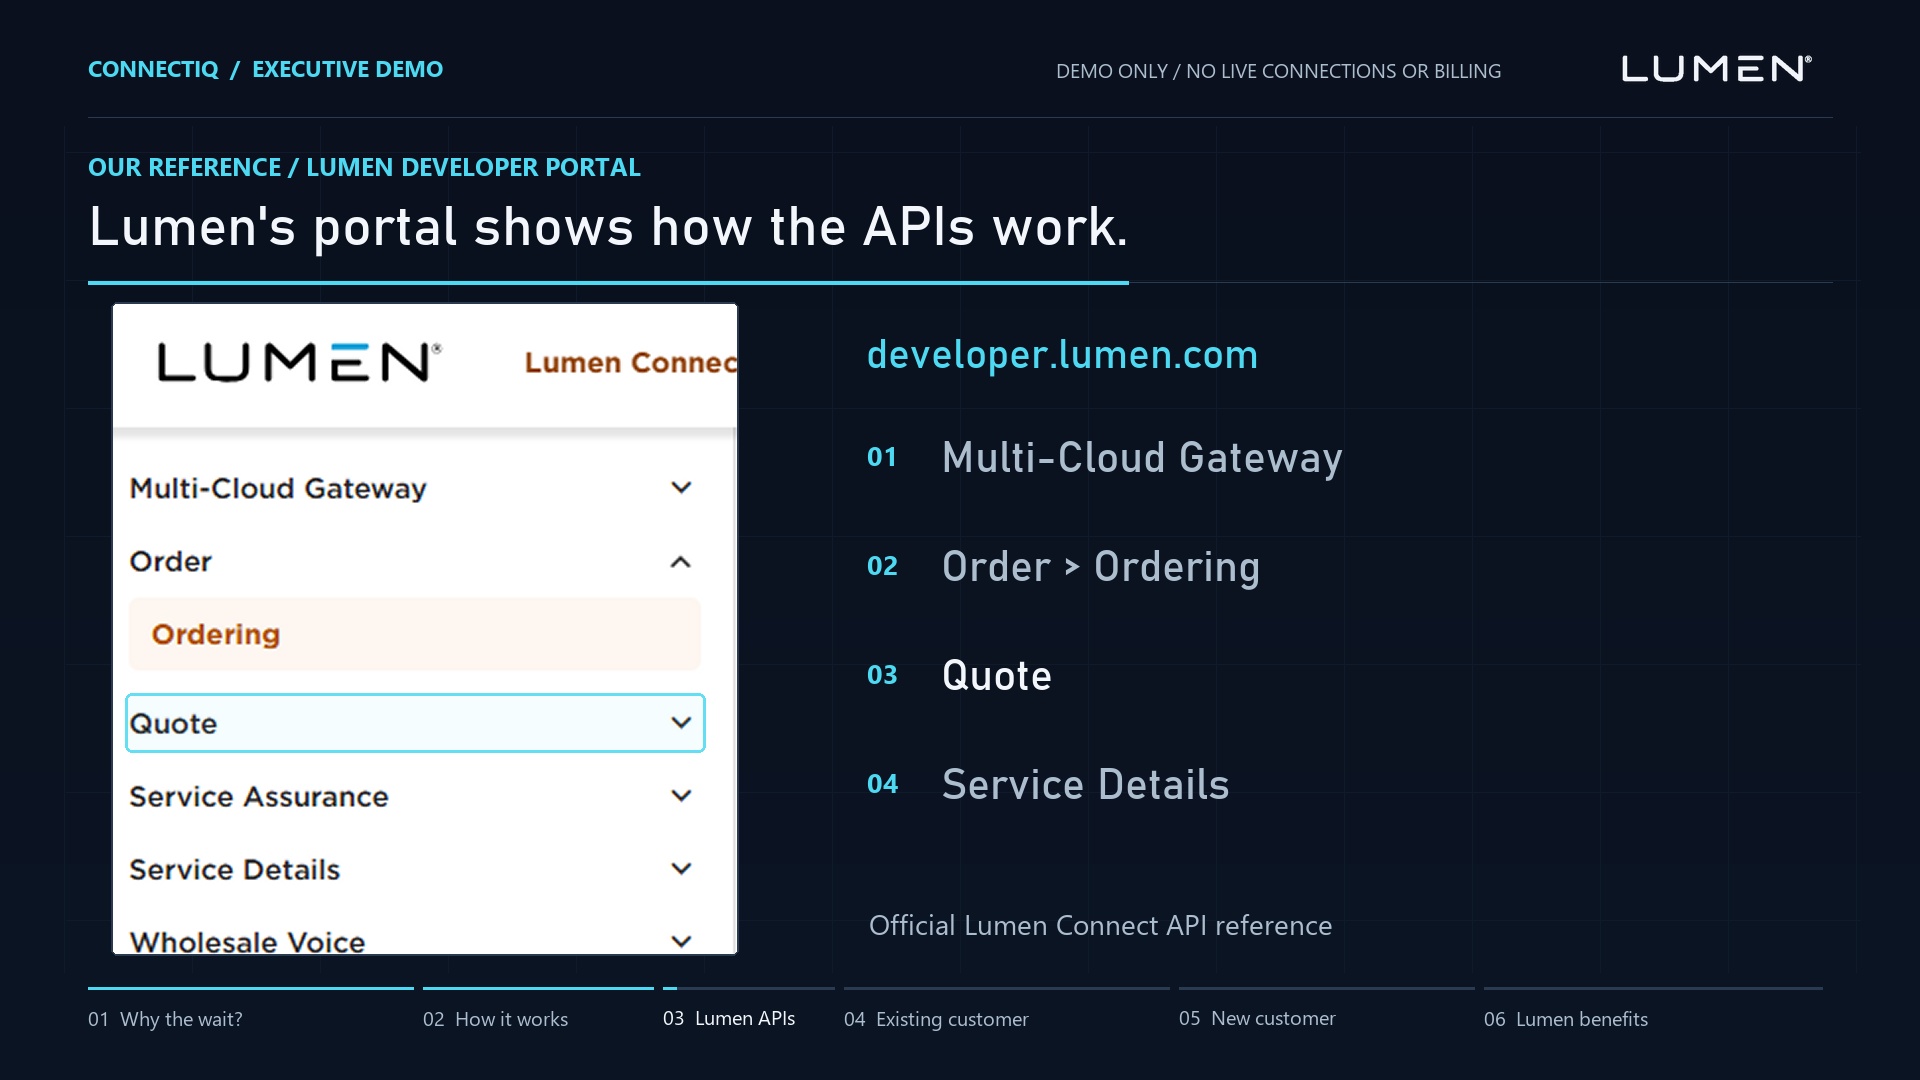 CONNECTIQ / EXECUTIVE DEMO
DEMO ONLY / NO LIVE CONNECTIONS OR BILLING
LUMEN®
OUR REFERENCE / LUMEN DEVELOPER PORTAL
Lumen's portal shows how the APIs work.
LUMEN®
Lumen Connec
Multi-Cloud Gateway
Order
Ordering
Quote
Service Assurance
Service Details
Wholesale Voice
developer.lumen.com
01 Multi-Cloud Gateway
02 Order > Ordering
03 Quote
04 Service Details
Official Lumen Connect API reference
01 Why the wait?
02 How it works
03 Lumen APIs
04 Existing customer
05 New customer
06 Lumen benefits